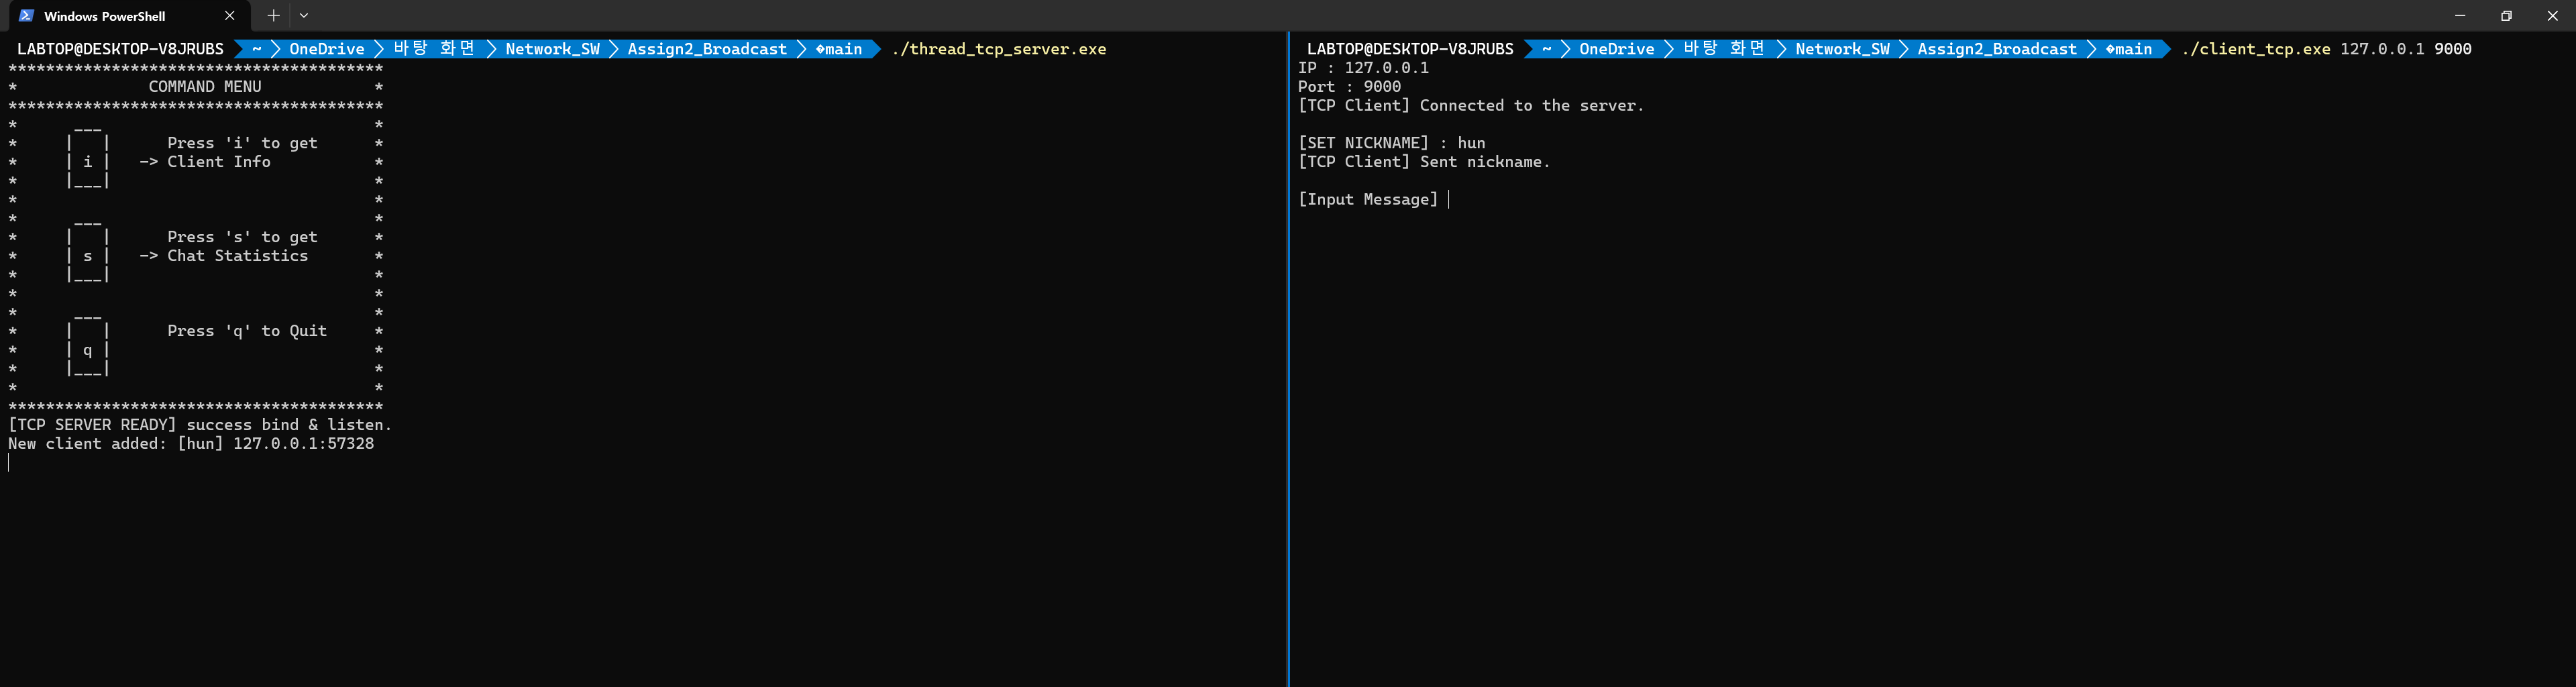 Windows PowerShell
LABTOP@DESKTOP-V8JRUBS ~ OneDrive 바탕 화면 Network_SW Assign2_Broadcast �main ./thread_tcp_server.exe
****************************************
*              COMMAND MENU            *
****************************************
*      ___                             *
*     |   |      Press 'i' to get      *
*     | i |   -> Client Info           *
*     |___|                            *
*                                      *
*      ___                             *
*     |   |      Press 's' to get      *
*     | s |   -> Chat Statistics       *
*     |___|                            *
*                                      *
*      ___                             *
*     |   |      Press 'q' to Quit     *
*     | q |                            *
*     |___|                            *
*                                      *
****************************************
[TCP SERVER READY] success bind & listen.
New client added: [hun] 127.0.0.1:57328
LABTOP@DESKTOP-V8JRUBS ~ OneDrive 바탕 화면 Network_SW Assign2_Broadcast �main ./client_tcp.exe 127.0.0.1 9000
IP : 127.0.0.1
Port : 9000
[TCP Client] Connected to the server.
[SET NICKNAME] : hun
[TCP Client] Sent nickname.
[Input Message]